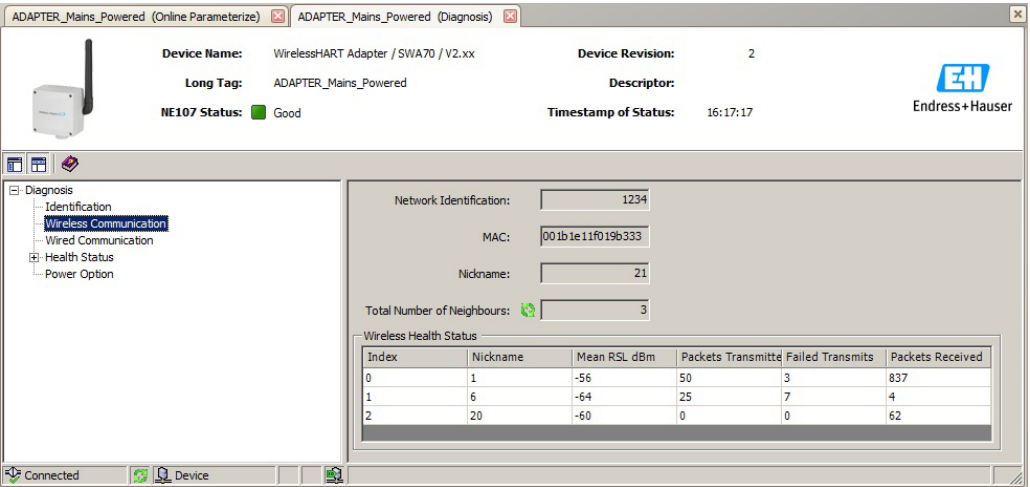 ADAPTER_Mains_Powered (Online Parameterize) ADAPTER_Mains_Powered (Diagnosis)
Device Name: WirelessHART Adapter / SWA70 / V2.xx Device Revision: 2
Long Tag: ADAPTER_Mains_Powered Descriptor:
NE107 Status: Good Timestamp of Status: 16:17:17
EH
Endress+Hauser
Diagnosis
Identification
Wireless Communication
Wired Communication
Health Status
Power Option
Network Identification: 1234
MAC: 001b1e11f019b333
Nickname: 21
Total Number of Neighbours: 3
Wireless Health Status
Index Nickname Mean RSL dBm Packets Transmitte Failed Transmits Packets Received
0 1 -56 50 3 837
1 6 -64 25 7 4
2 20 -60 0 0 62
Connected Device